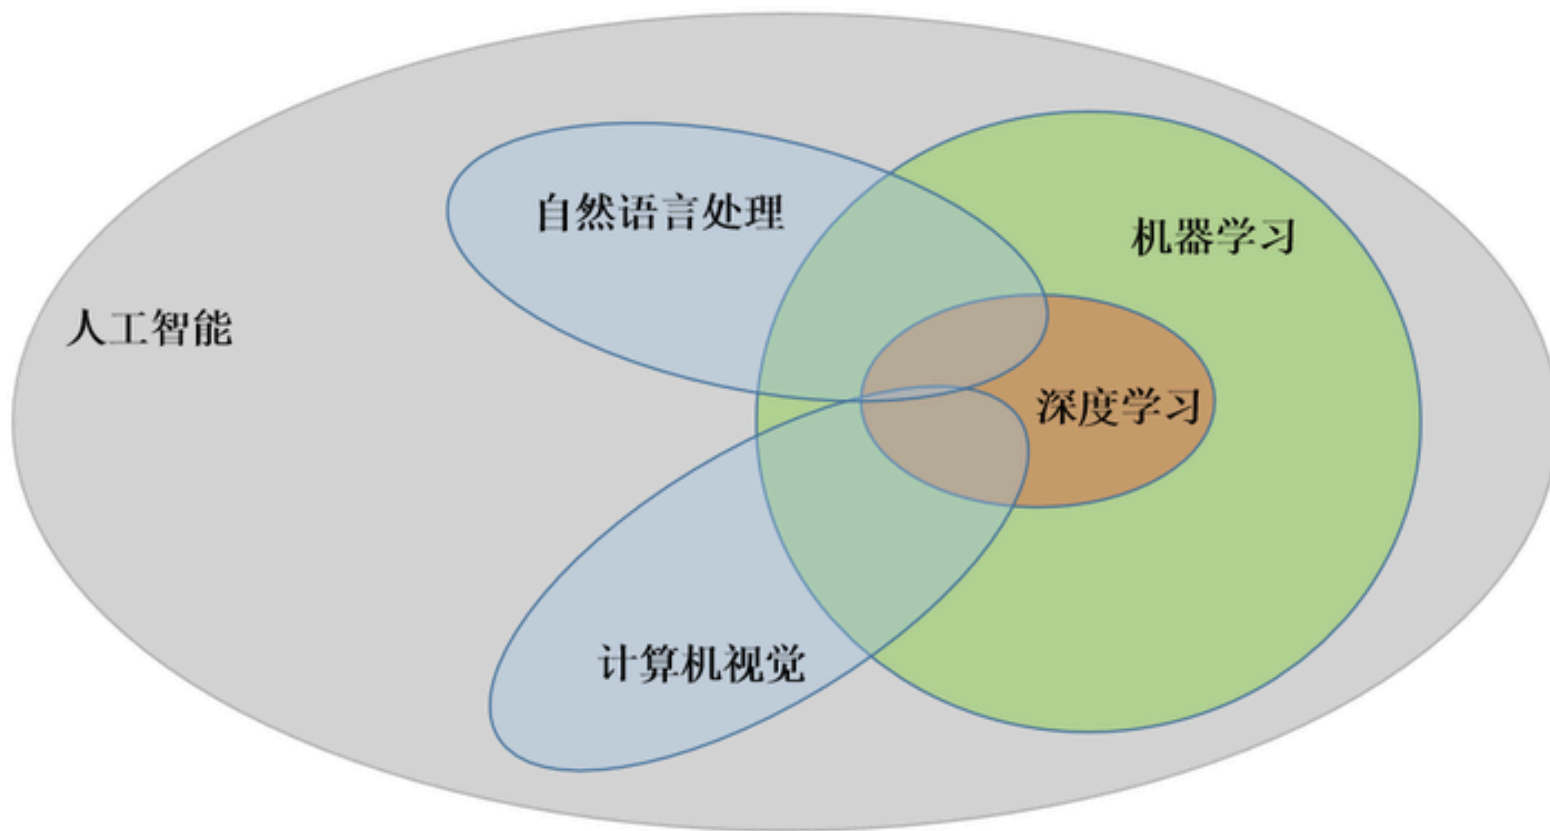 自然语言处理
机器学习
人工智能
深度学习
计算机视觉